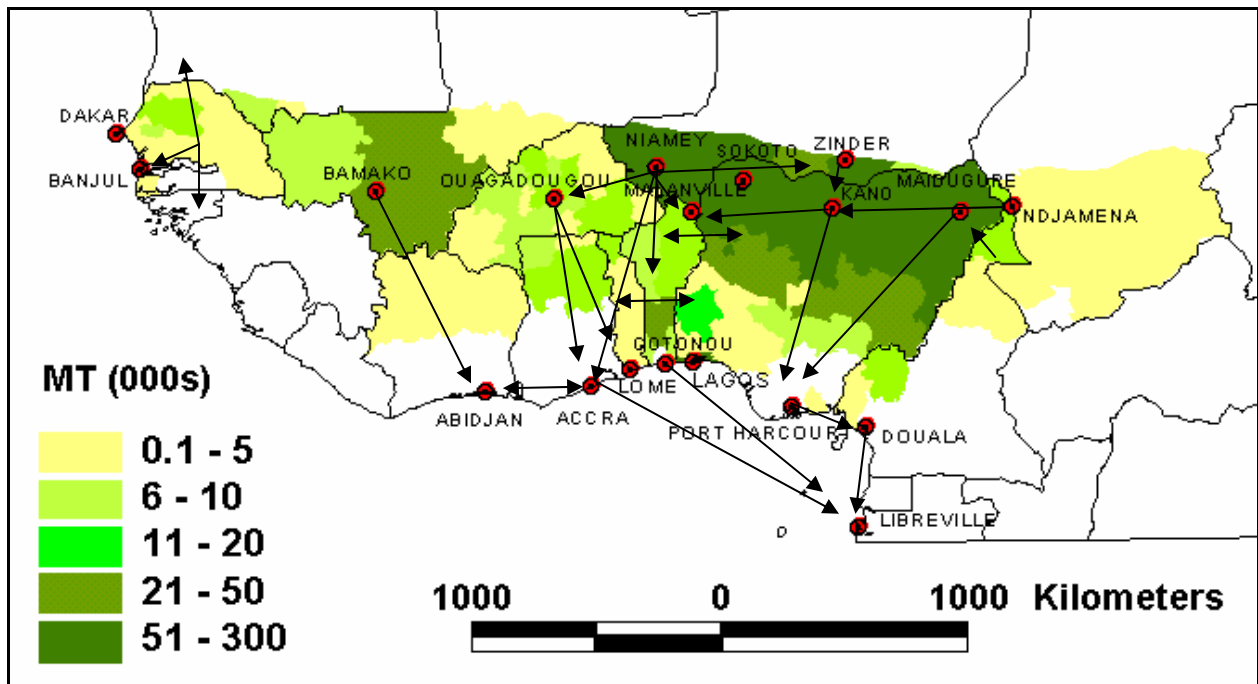 DAKAR
BANJUL
BAMAKO
OUAGADOUGOU
NIAMEY
MALANVILLE
SOKOTO
ZINDER
KANO
MAIDUGURE
NDJAMENA
COTONOU
LOME
LAGOS
ABIDJAN
ACCRA
PORT HARCOURT
DOUALA
LIBREVILLE
MT (000s)
0.1 - 5
6 - 10
11 - 20
21 - 50
51 - 300
1000 0 1000 Kilometers